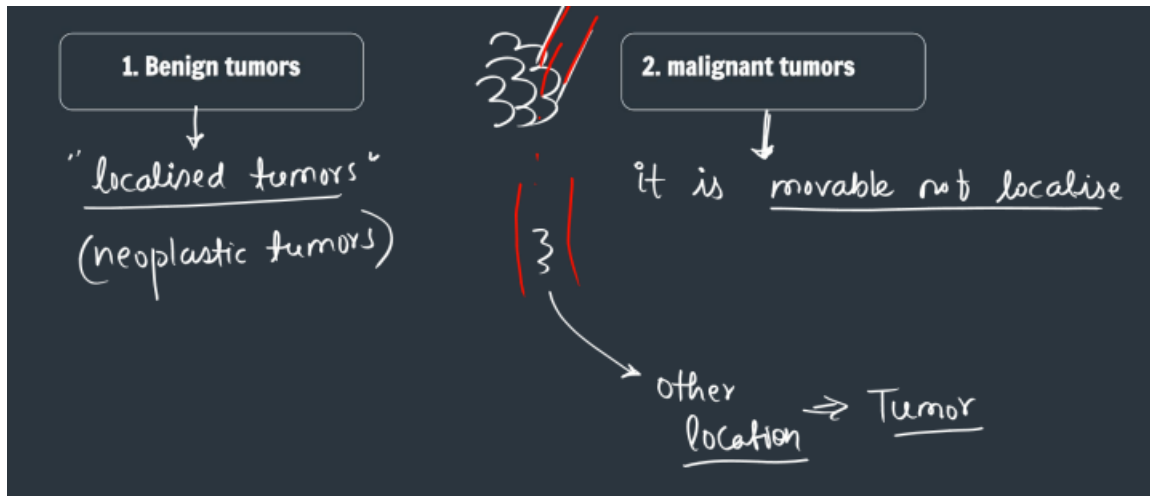 1. Benign tumors
"localised tumors"
(neoplastic tumors)
2. malignant tumors
it is movable not localise
other
location ⇒ Tumor